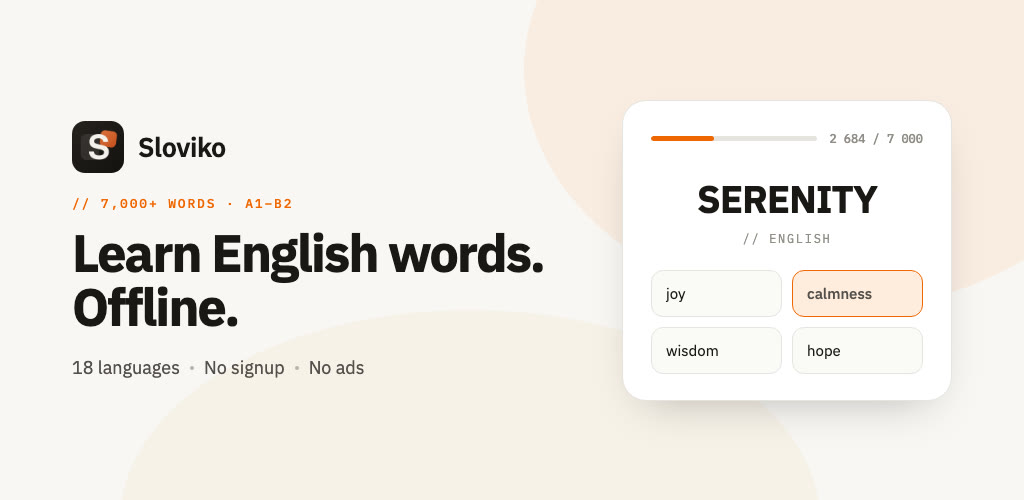 S
Sloviko
// 7,000+ WORDS · A1–B2
Learn English words.
Offline.
18 languages • No signup • No ads
2 684 / 7 000
SERENITY
// ENGLISH
joy
calmness
wisdom
hope